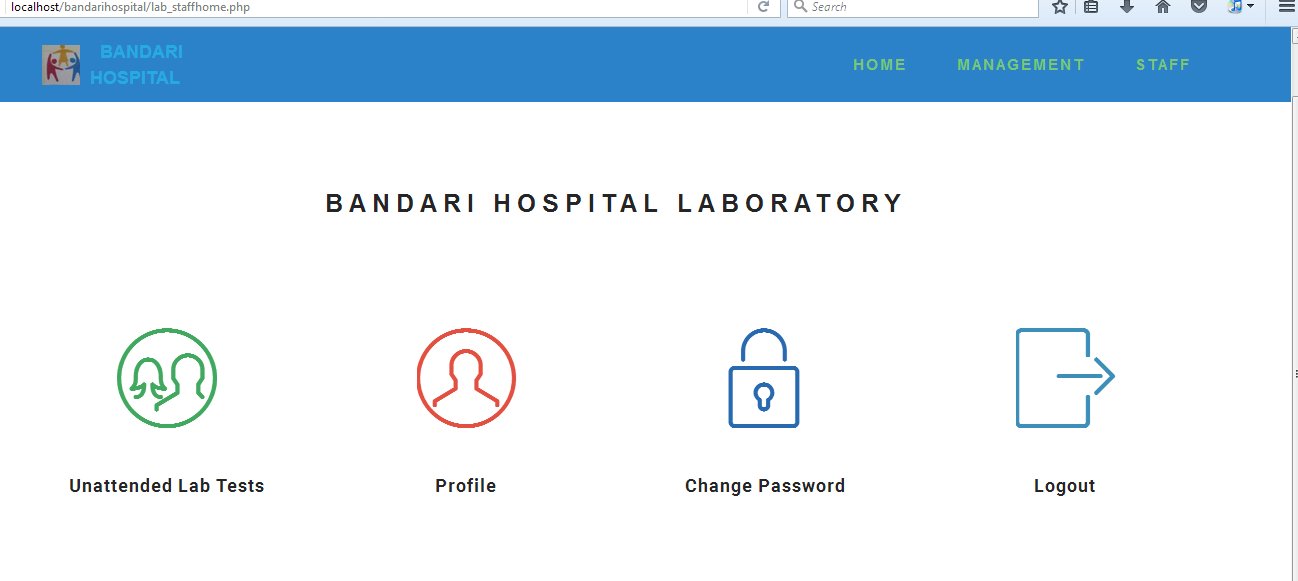 localhost/bandarihospital/lab_staffhome.php
Search
BANDARI
HOSPITAL
HOME MANAGEMENT STAFF
BANDARI HOSPITAL LABORATORY
Unattended Lab Tests Profile Change Password Logout